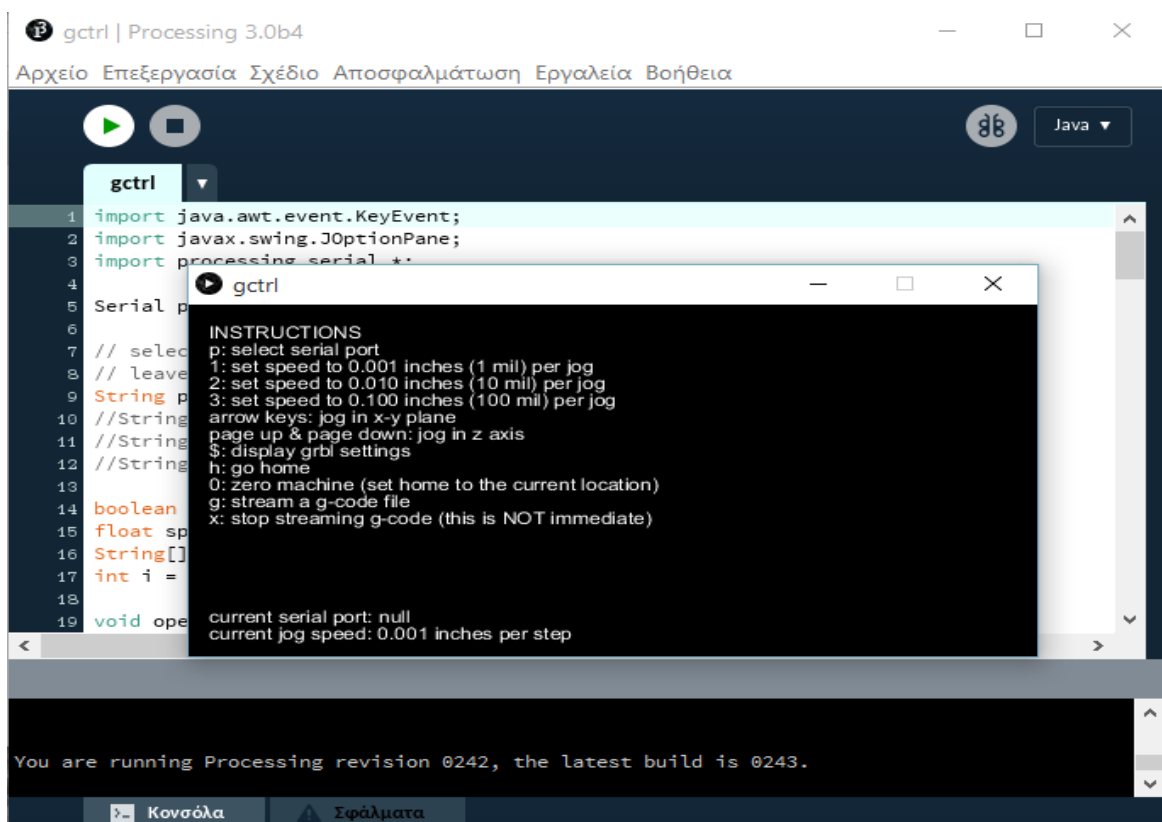 gctrl | Processing 3.0b4
Αρχείο Επεξεργασία Σχέδιο Αποσφαλμάτωση Εργαλεία Βοήθεια
Java
gctrl
1 import java.awt.event.KeyEvent;
2 import javax.swing.JOptionPane;
3 import processing.serial.*;
4
5 Serial p
6
7 // selec
8 // leave
9 String p
10 //String
11 //String
12 //String
13
14 boolean
15 float sp
16 String[]
17 int i =
18
19 void ope
gctrl
INSTRUCTIONS
p: select serial port
1: set speed to 0.001 inches (1 mil) per jog
2: set speed to 0.010 inches (10 mil) per jog
3: set speed to 0.100 inches (100 mil) per jog
arrow keys: jog in x-y plane
page up & page down: jog in z axis
$: display grbl settings
h: go home
0: zero machine (set home to the current location)
g: stream a g-code file
x: stop streaming g-code (this is NOT immediate)
current serial port: null
current jog speed: 0.001 inches per step
You are running Processing revision 0242, the latest build is 0243.
Κονσόλα
Σφάλματα